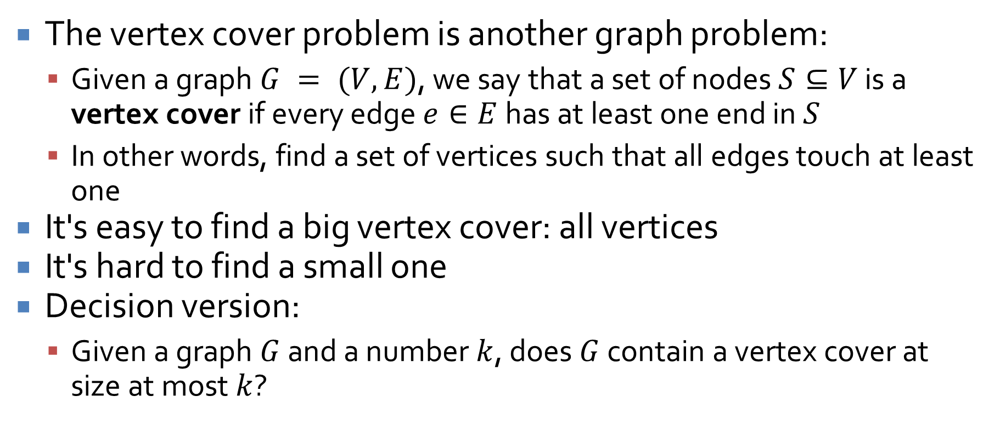 The vertex cover problem is another graph problem:
Given a graph G = (V, E), we say that a set of nodes S ⊆ V is a
vertex cover if every edge e ∈ E has at least one end in S
In other words, find a set of vertices such that all edges touch at least
one
It's easy to find a big vertex cover: all vertices
It's hard to find a small one
Decision version:
Given a graph G and a number k, does G contain a vertex cover at
size at most k?